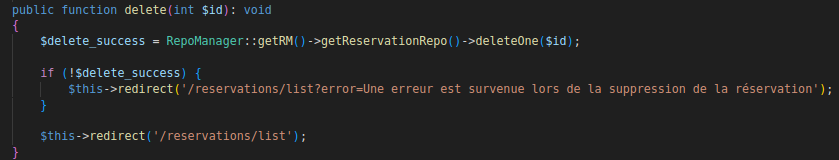 public function delete(int $id): void
{
$delete_success = RepoManager::getRM()->getReservationRepo()->deleteOne($id);
if (!$delete_success) {
$this->redirect('/reservations/list?error=Une erreur est survenue lors de la suppression de la réservation');
}
$this->redirect('/reservations/list');
}